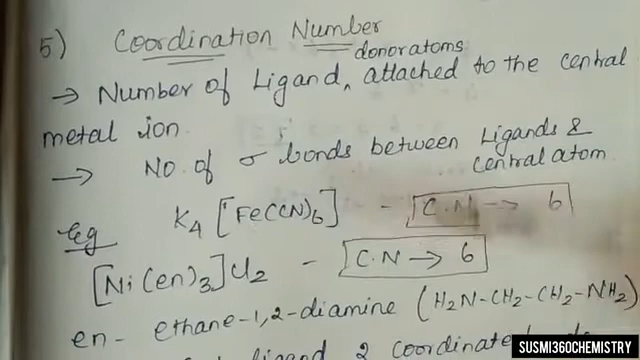 5) Coordination Number
→ Number of Ligand, donor atoms attached to the central
metal ion
→ No. of σ bonds between Ligands &
central atom
Eg K4 [Fe(CN)6] - C.N → 6
[Ni(en)3]Cl2 - C.N → 6
en - ethane-1,2-diamine (H2N-CH2-CH2-NH2)
ligand 2 coordinate
SUSMI360CHEMISTRY